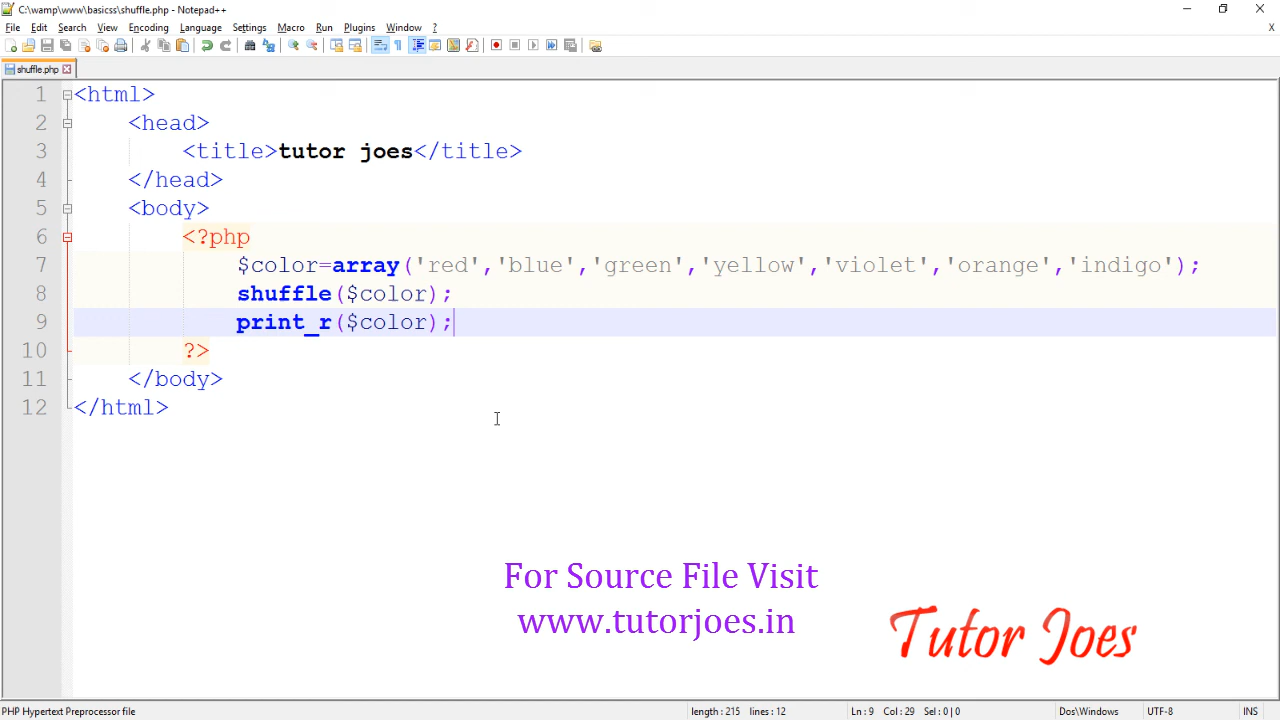 C:\wamp\www\basicss\shuffle.php - Notepad++
File Edit Search View Encoding Language Settings Macro Run Plugins Window ?
X
shuffle.php
1 <html>
2 <head>
3 <title>tutor joes</title>
4 </head>
5 <body>
6 <?php
7 $color=array('red','blue','green','yellow','violet','orange','indigo');
8 shuffle($color);
9 print_r($color);
10 ?>
11 </body>
12 </html>
For Source File Visit
www.tutorjoes.in
Tutor Joes
PHP Hypertext Preprocessor file length : 215 lines : 12 Ln : 9 Col : 29 Sel : 0 | 0 Dos\Windows UTF-8 INS